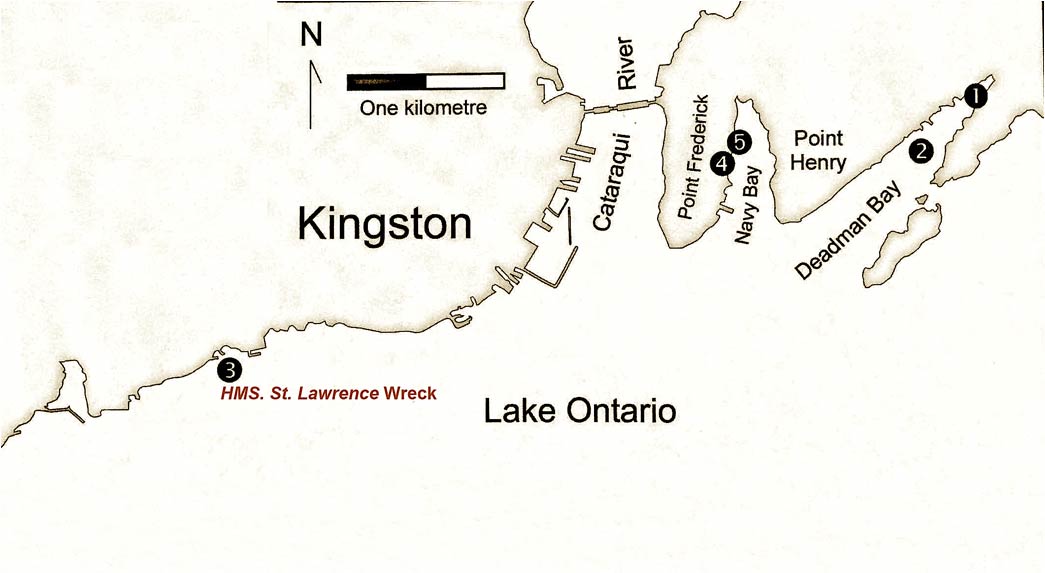 N
One kilometre
River
Cataraqui
Point Frederick
Navy Bay
Point
Henry
Deadman Bay
1
2
5
4
Kingston
3
HMS. St. Lawrence Wreck
Lake Ontario